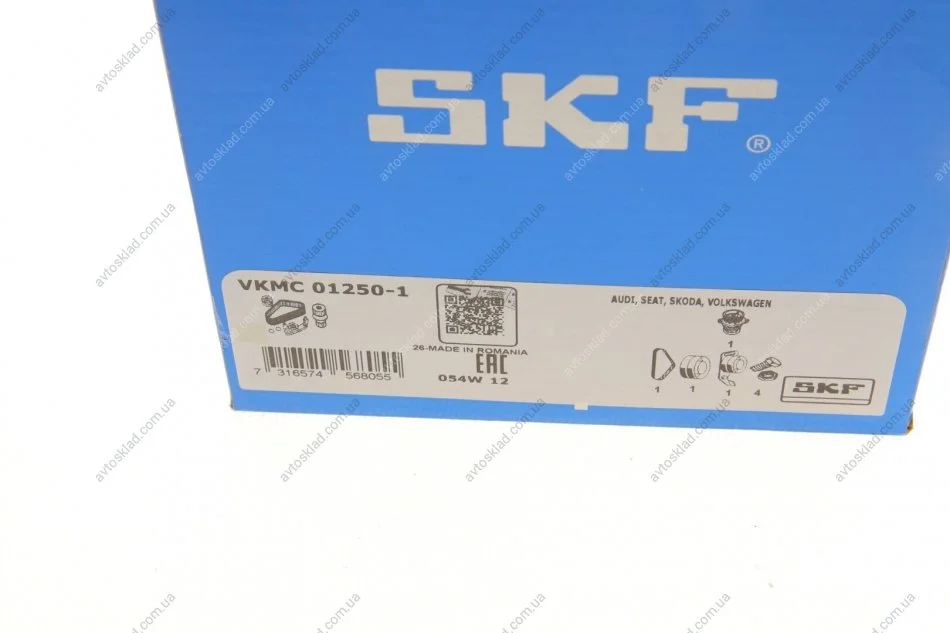 SKF®
VKMC 01250-1
AUDI, SEAT, SKODA, VOLKSWAGEN
26-MADE IN ROMANIA
EAC
054W 12
7 316574 568055
1
1 1 1 4
SKF
avtosklad.com.ua